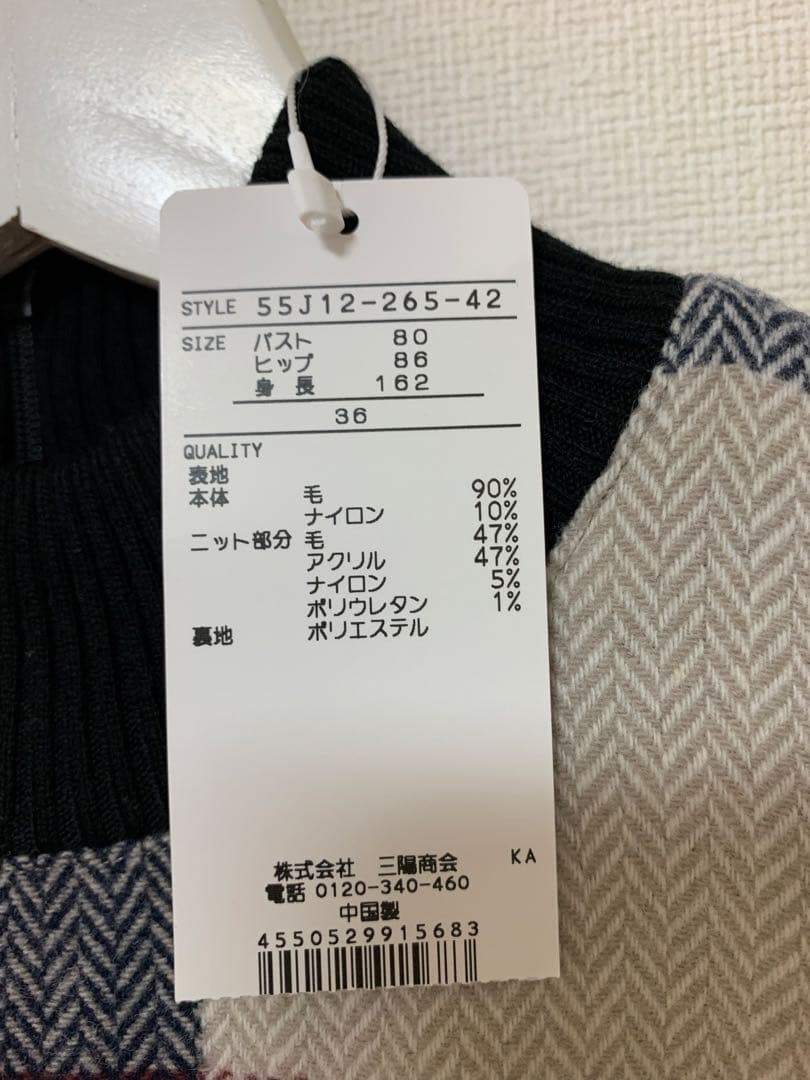 STYLE 55J12-265-42
SIZE バスト 80
ヒップ 86
身 長 162
36
QUALITY
表地
本体 毛 90%
ナイロン 10%
ニット部分 毛 47%
アクリル 47%
ナイロン 5%
ポリウレタン 1%
裏地 ポリエステル
株式会社 三陽商会 KA
電話 0120-340-460
中国製
4550529915683